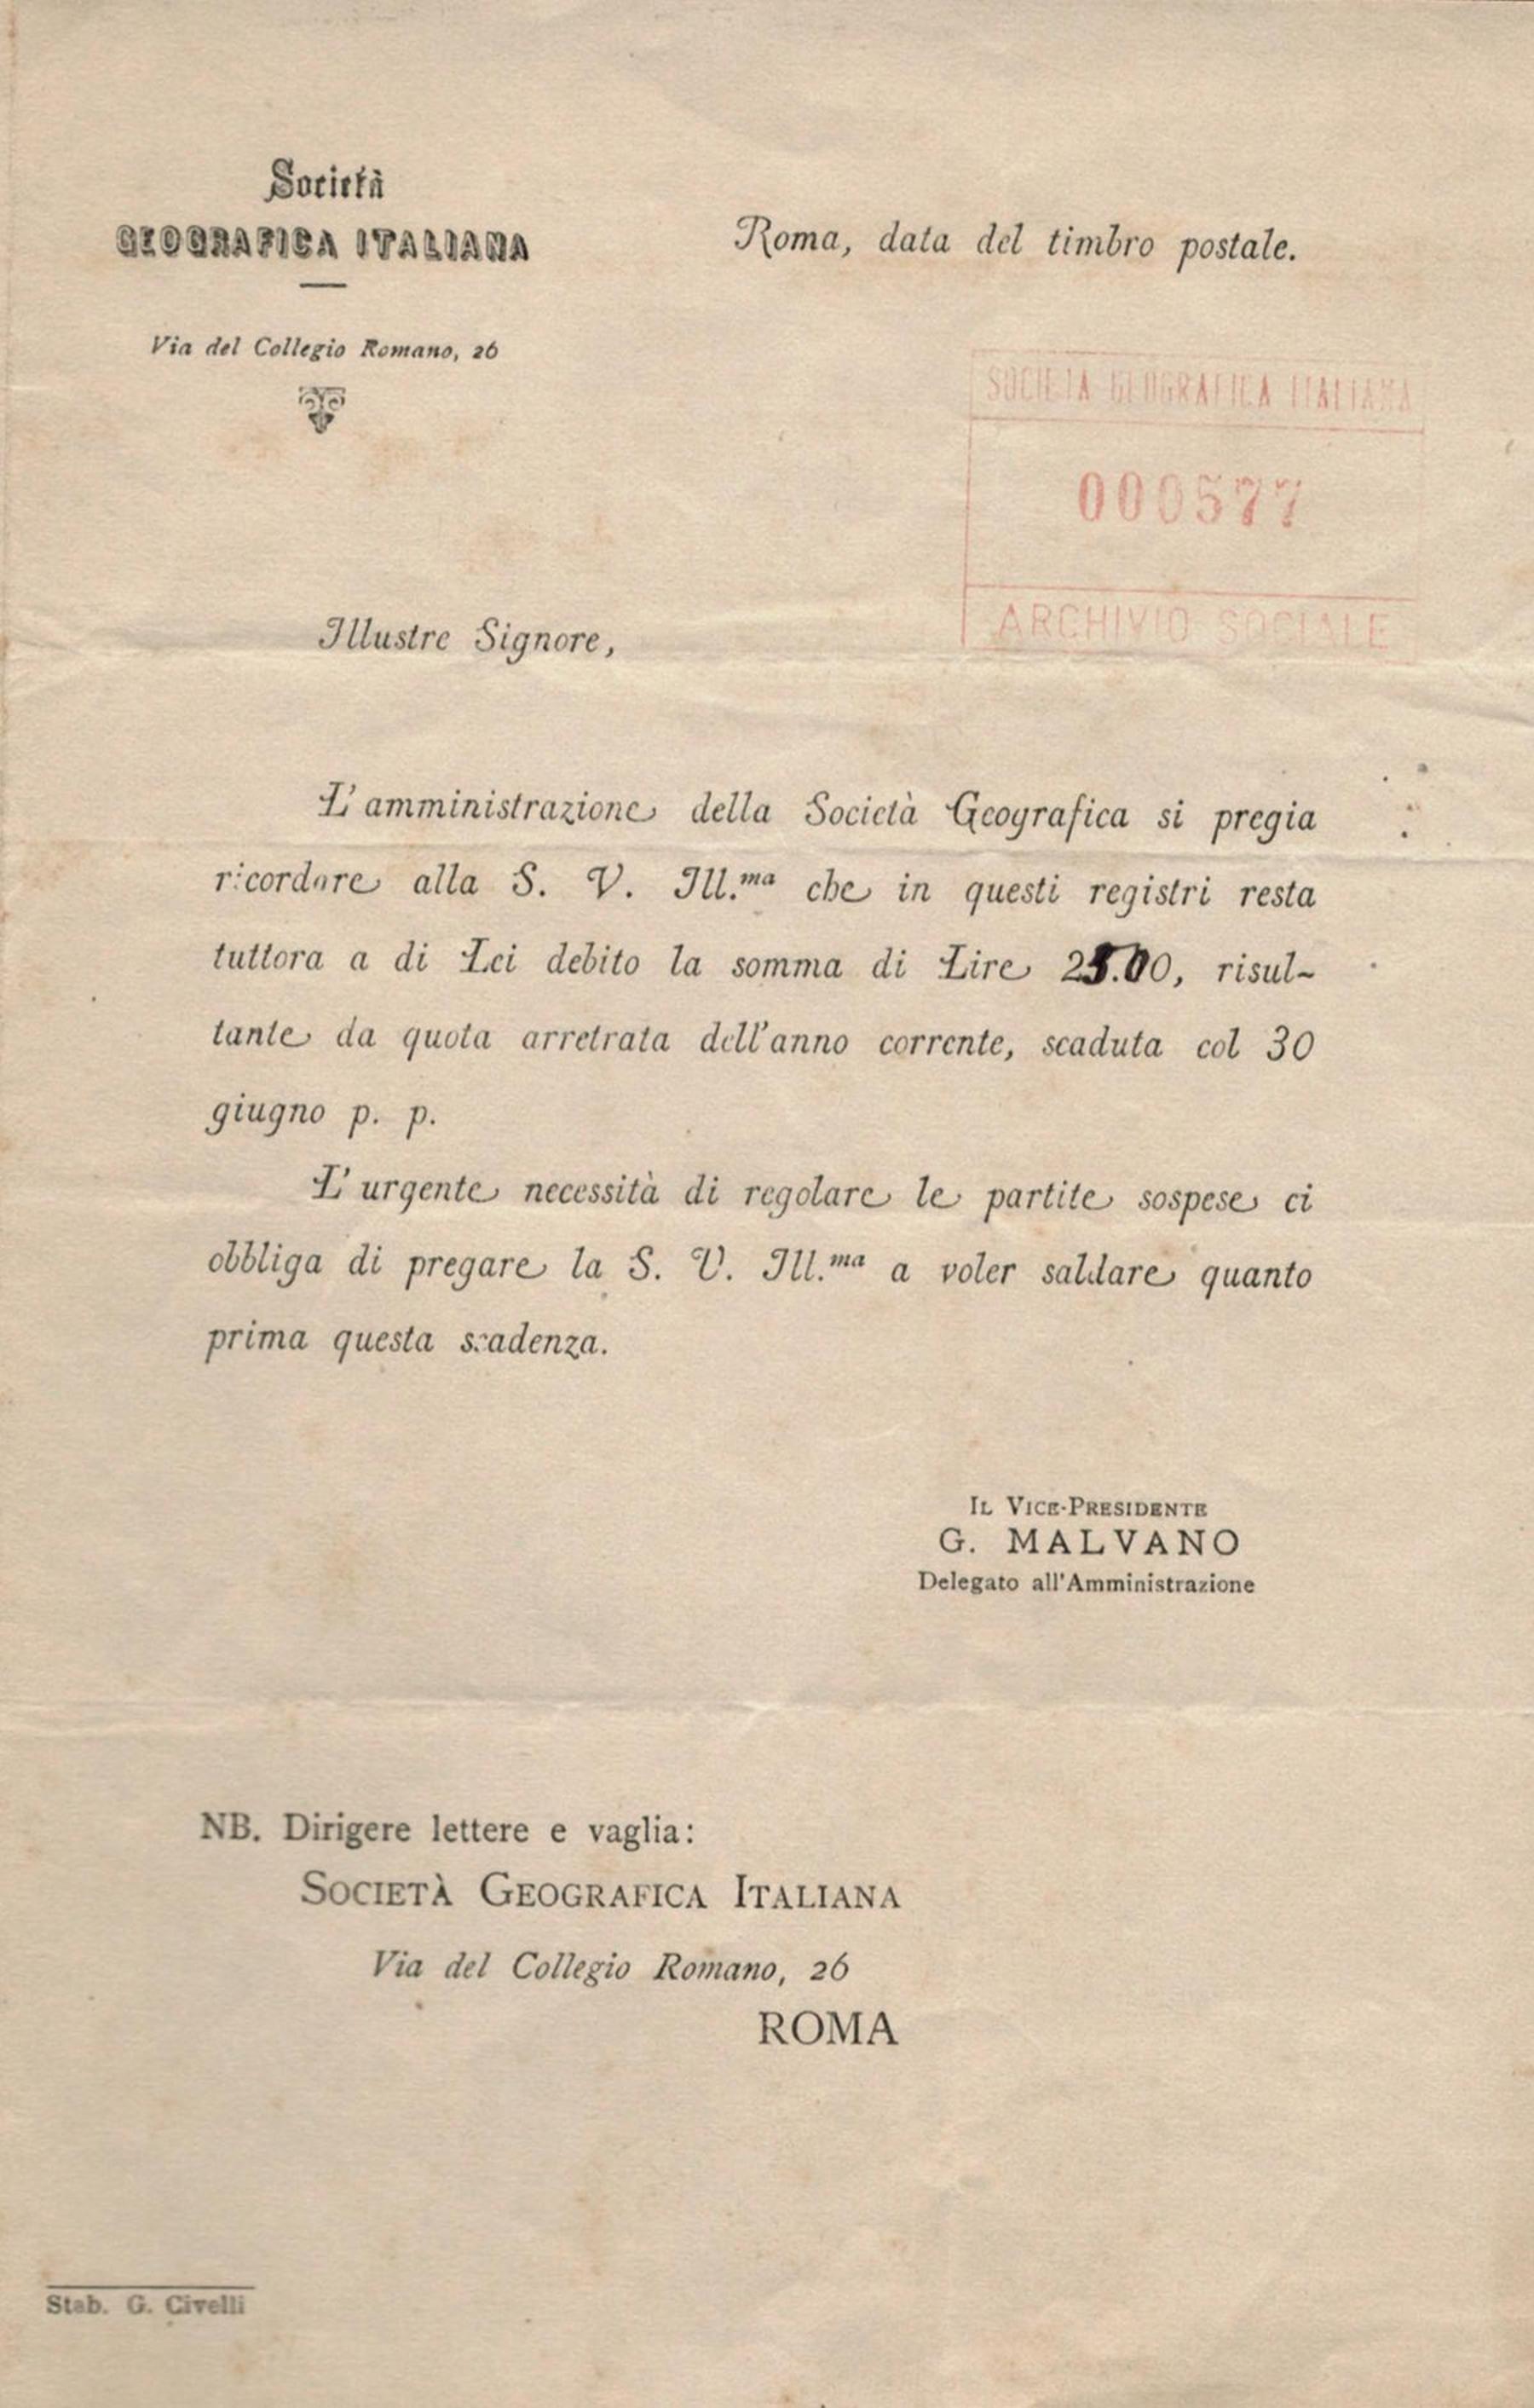 Società
GEOGRAFICA ITALIANA
Via del Collegio Romano, 26
Roma, data del timbro postale.
SOCIETA GEOGRAFICA ITALIANA
000577
ARCHIVIO SOCIALE
Illustre Signore,
L'amministrazione della Società Geografica si pregia
ricordare alla S. V. Ill.ma che in questi registri resta
tuttora a di Lei debito la somma di Lire 25.00, risul-
tante da quota arretrata dell'anno corrente, scaduta col 30
giugno p. p.
L'urgente necessità di regolare le partite sospese ci
obbliga di pregare la S. V. Ill.ma a voler saldare quanto
prima questa scadenza.
IL VICE-PRESIDENTE
G. MALVANO
Delegato all'Amministrazione
NB. Dirigere lettere e vaglia:
SOCIETÀ GEOGRAFICA ITALIANA
Via del Collegio Romano, 26
ROMA
Stab. G. Civelli